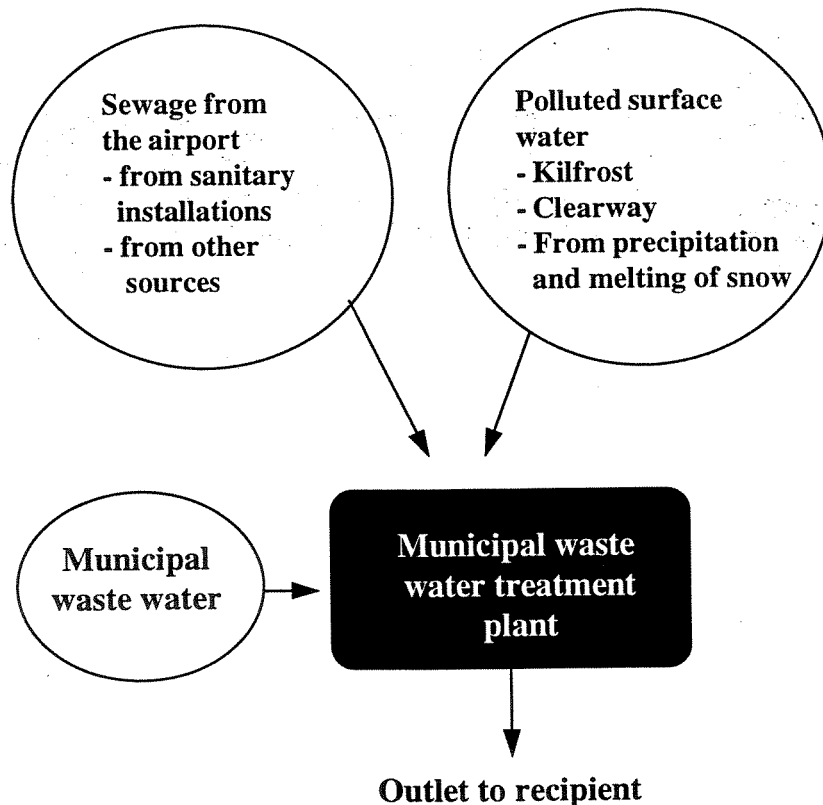 Sewage from
the airport
- from sanitary
installations
- from other
sources
Polluted surface
water
- Kilfrost
- Clearway
- From precipitation
and melting of snow
Municipal
waste water
Municipal waste
water treatment
plant
Outlet to recipient